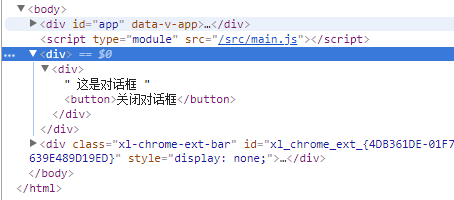 ▼<body>
▶<div id="app" data-v-app>…</div>
<script type="module" src="/src/main.js"></script>
… ▼<div> == $0
▼<div>
" 这是对话框 "
<button>关闭对话框</button>
</div>
</div>
▶<div class="xl-chrome-ext-bar" id="xl_chrome_ext_{4DB361DE-01F7
639E489D19ED}" style="display: none;">…</div>
</body>
</html>